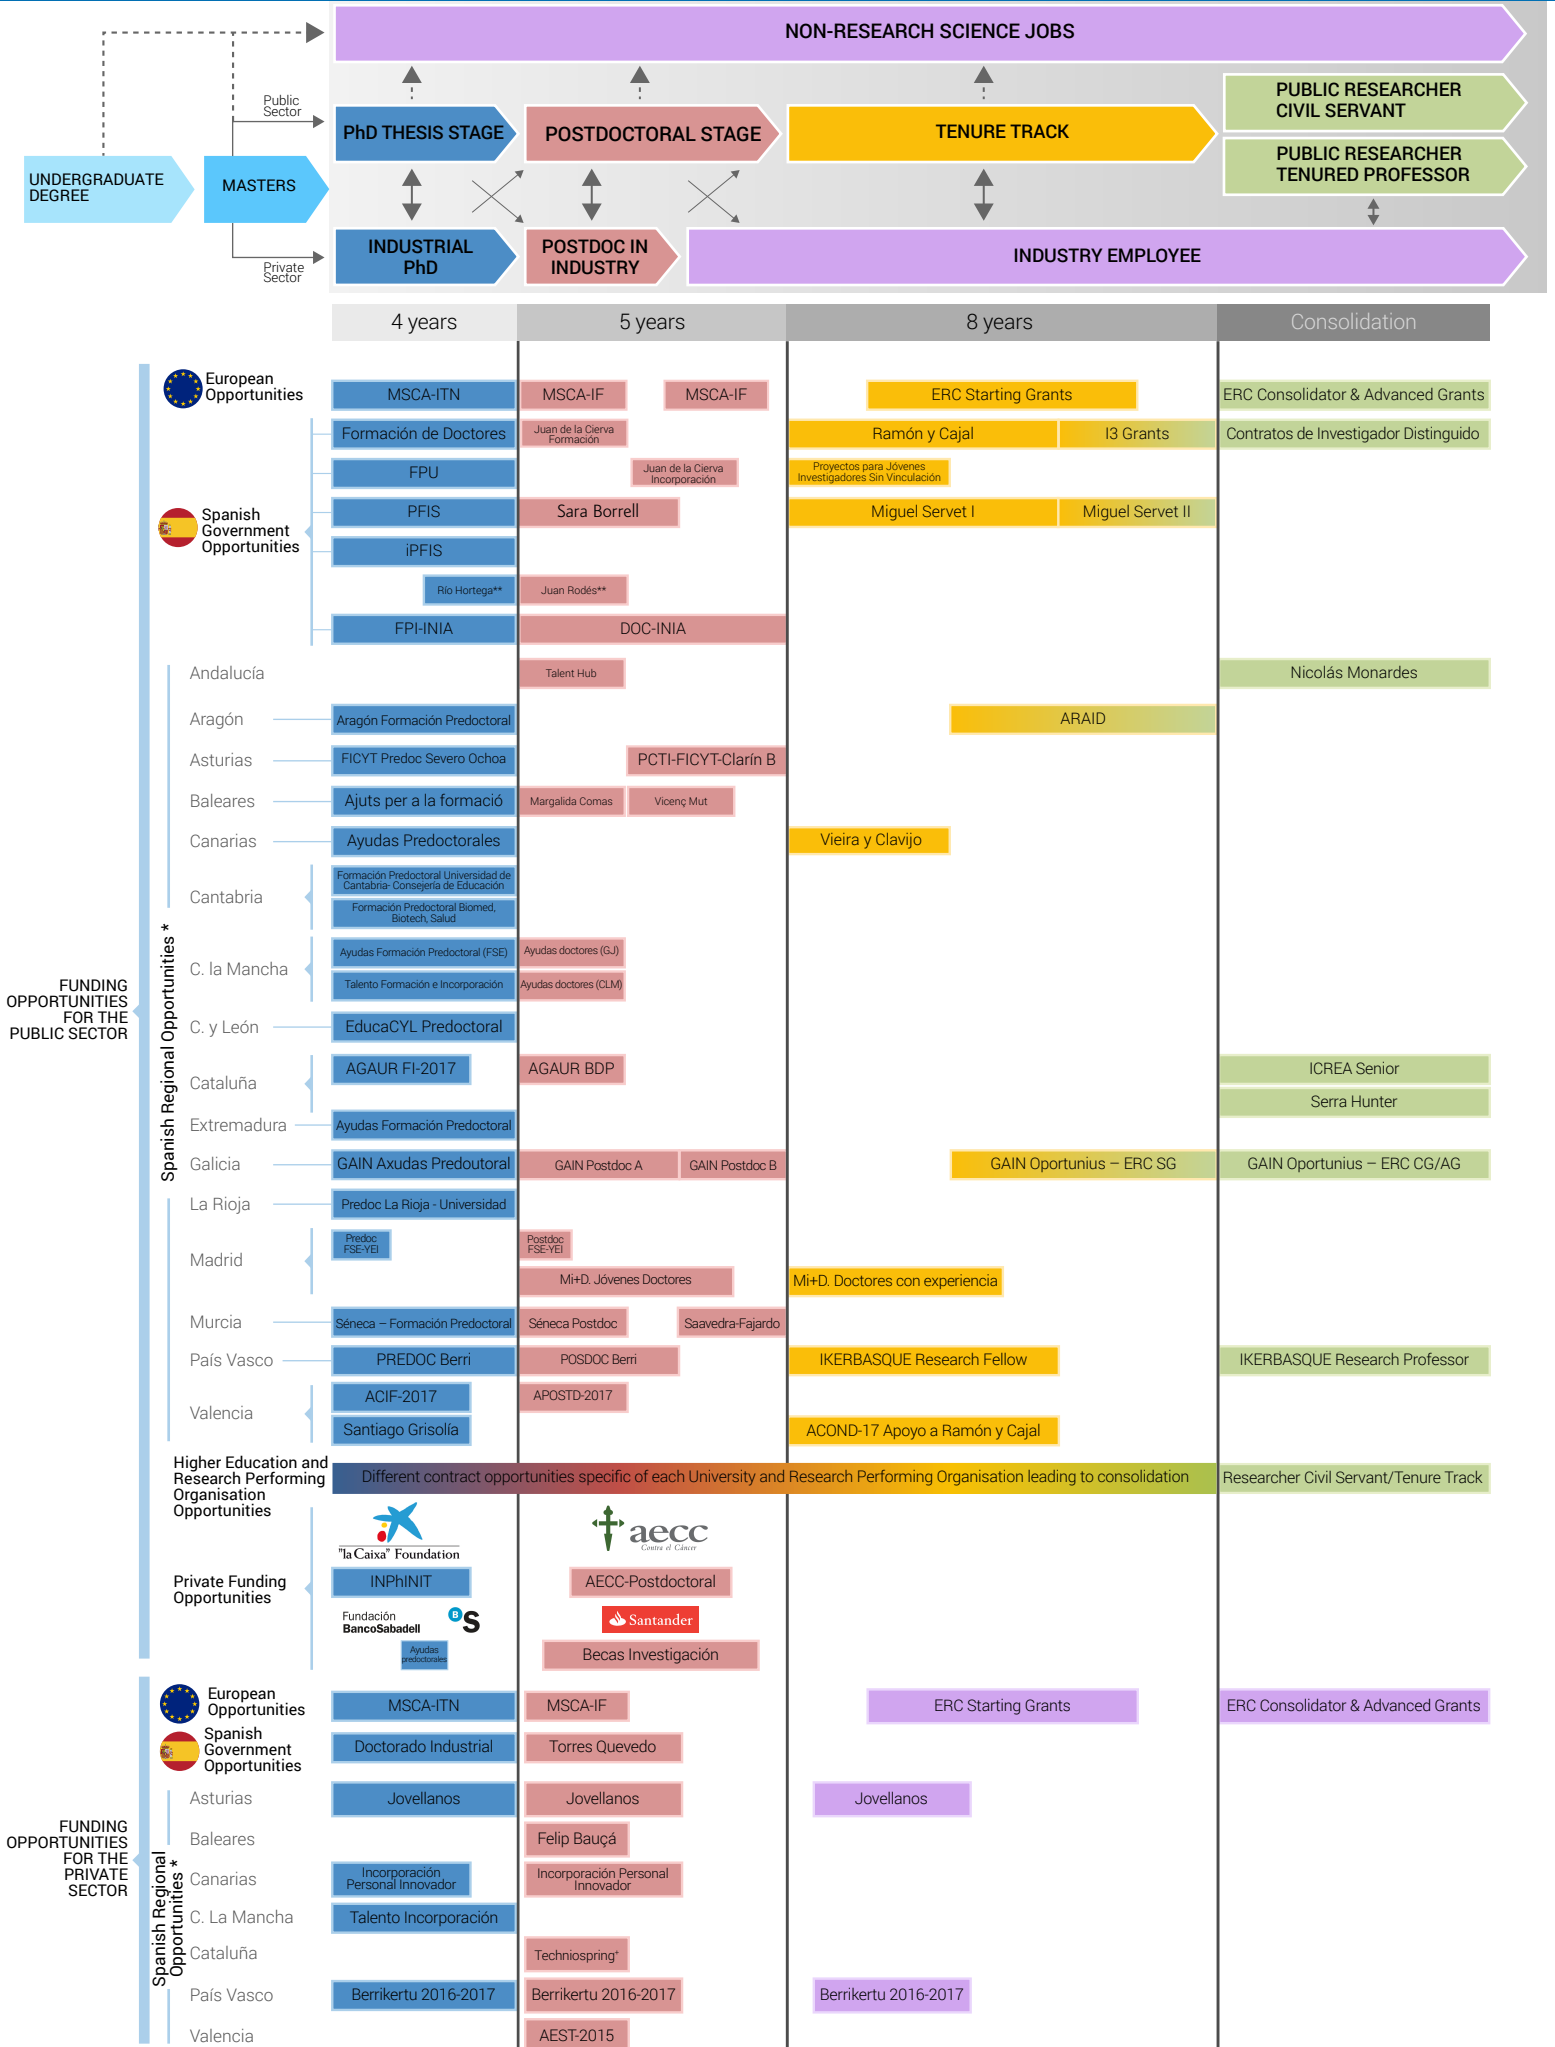 NON-RESEARCH SCIENCE JOBS
Public
Sector
PhD THESIS STAGE
POSTDOCTORAL STAGE
TENURE TRACK
PUBLIC RESEARCHER
CIVIL SERVANT
PUBLIC RESEARCHER
TENURED PROFESSOR
UNDERGRADUATE
DEGREE
MASTERS
Private
Sector
INDUSTRIAL
PhD
POSTDOC IN
INDUSTRY
INDUSTRY EMPLOYEE
4 years
5 years
8 years
Consolidation
FUNDING
OPPORTUNITIES
FOR THE
PUBLIC SECTOR
European
Opportunities
MSCA-ITN
MSCA-IF
MSCA-IF
ERC Starting Grants
ERC Consolidator & Advanced Grants
Spanish
Government
Opportunities
Formación de Doctores
Juan de la Cierva
Formación
Ramón y Cajal
I3 Grants
Contratos de Investigador Distinguido
FPU
Juan de la Cierva
Incorporación
Proyectos para Jóvenes
Investigadores Sin Vinculación
PFIS
Sara Borrell
Miguel Servet I
Miguel Servet II
iPFIS
Río Hortega**
Juan Rodés**
FPI-INIA
DOC-INIA
Spanish Regional Opportunities *
Andalucía
Talent Hub
Nicolás Monardes
Aragón
Aragón Formación Predoctoral
ARAID
Asturias
FICYT Predoc Severo Ochoa
PCTI-FICYT-Clarín B
Baleares
Ajuts per a la formació
Margalida Comas
Vicenç Mut
Canarias
Ayudas Predoctorales
Vieira y Clavijo
Cantabria
Formación Predoctoral Universidad de
Cantabria- Consejería de Educación
Formación Predoctoral Biomed,
Biotech, Salud
C. la Mancha
Ayudas Formación Predoctoral (FSE)
Ayudas doctores (GJ)
Talento Formación e Incorporación
Ayudas doctores (CLM)
C. y León
EducaCYL Predoctoral
Cataluña
AGAUR FI-2017
AGAUR BDP
ICREA Senior
Serra Hunter
Extremadura
Ayudas Formación Predoctoral
Galicia
GAIN Axudas Predoutoral
GAIN Postdoc A
GAIN Postdoc B
GAIN Oportunius – ERC SG
GAIN Oportunius – ERC CG/AG
La Rioja
Predoc La Rioja - Universidad
Madrid
Predoc
FSE-YEI
Postdoc
FSE-YEI
Mi+D. Jóvenes Doctores
Mi+D. Doctores con experiencia
Murcia
Séneca – Formación Predoctoral
Séneca Postdoc
Saavedra-Fajardo
País Vasco
PREDOC Berri
POSDOC Berri
IKERBASQUE Research Fellow
IKERBASQUE Research Professor
Valencia
ACIF-2017
APOSTD-2017
Santiago Grisolía
ACOND-17 Apoyo a Ramón y Cajal
Higher Education and
Research Performing
Organisation
Opportunities
Different contract opportunities specific of each University and Research Performing Organisation leading to consolidation
Researcher Civil Servant/Tenure Track
Private Funding
Opportunities
"la Caixa" Foundation
aecc
Contra el Cáncer
INPhINIT
AECC-Postdoctoral
Fundación
BancoSabadell
B S
Santander
Ayudas
predoctorales
Becas Investigación
FUNDING
OPPORTUNITIES
FOR THE
PRIVATE
SECTOR
European
Opportunities
MSCA-ITN
MSCA-IF
ERC Starting Grants
ERC Consolidator & Advanced Grants
Spanish
Government
Opportunities
Doctorado Industrial
Torres Quevedo
Spanish Regional
Opportunities *
Asturias
Jovellanos
Jovellanos
Jovellanos
Baleares
Felip Bauçá
Canarias
Incorporación
Personal Innovador
Incorporación Personal
Innovador
C. La Mancha
Talento Incorporación
Cataluña
Techniospring+
País Vasco
Berrikertu 2016-2017
Berrikertu 2016-2017
Berrikertu 2016-2017
Valencia
AEST-2015